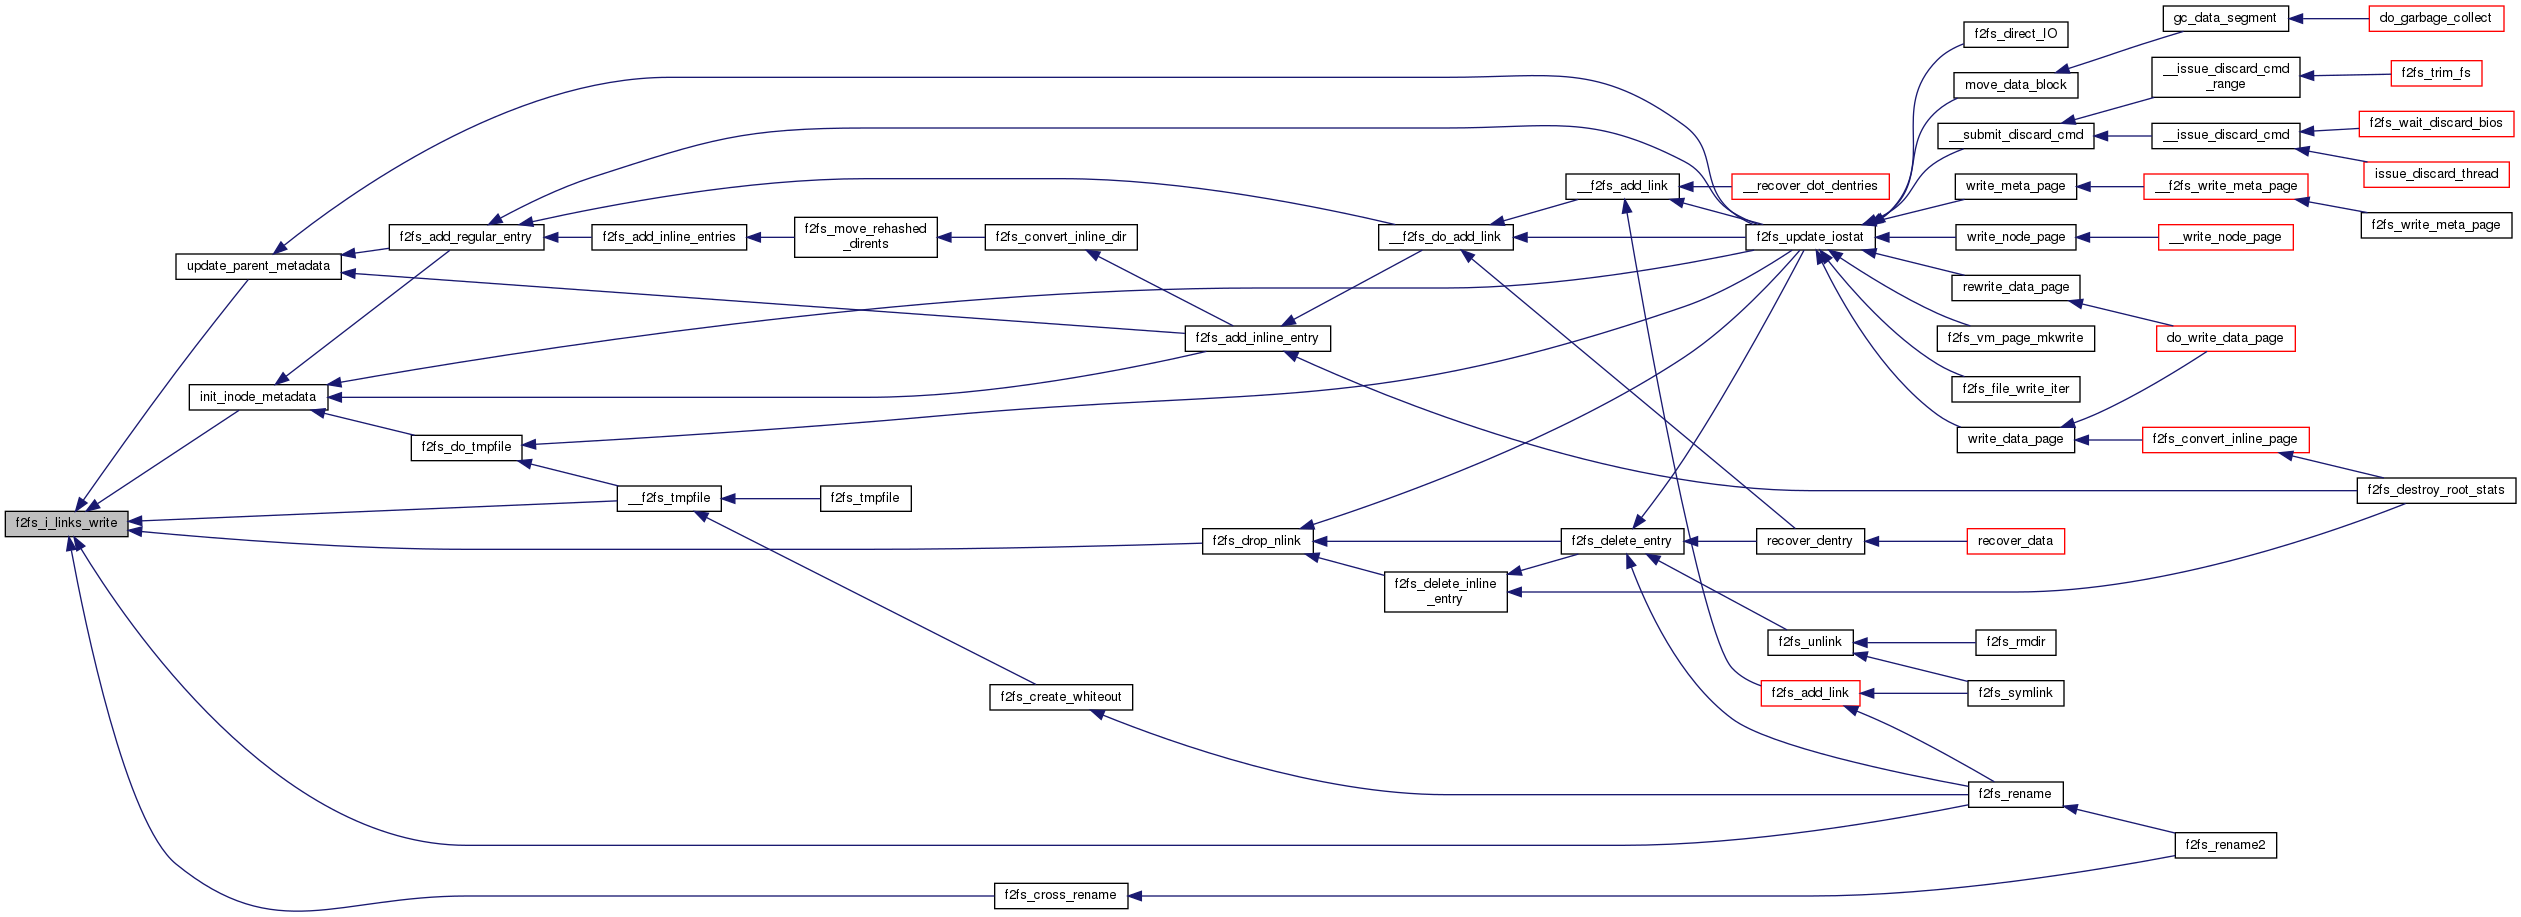 f2fs_i_links_write
update_parent_metadata
init_inode_metadata
f2fs_add_regular_entry
f2fs_do_tmpfile
f2fs_add_inline_entries
__f2fs_tmpfile
f2fs_move_rehashed
_dirents
f2fs_tmpfile
f2fs_convert_inline_dir
f2fs_create_whiteout
f2fs_cross_rename
f2fs_add_inline_entry
f2fs_drop_nlink
__f2fs_do_add_link
f2fs_delete_inline
_entry
__f2fs_add_link
f2fs_delete_entry
__recover_dot_dentries
f2fs_update_iostat
recover_dentry
f2fs_unlink
f2fs_add_link
f2fs_direct_IO
move_data_block
__submit_discard_cmd
write_meta_page
write_node_page
rewrite_data_page
f2fs_vm_page_mkwrite
f2fs_file_write_iter
write_data_page
recover_data
f2fs_rmdir
f2fs_symlink
f2fs_rename
gc_data_segment
__issue_discard_cmd
_range
__issue_discard_cmd
__f2fs_write_meta_page
__write_node_page
do_write_data_page
f2fs_convert_inline_page
f2fs_rename2
do_garbage_collect
f2fs_trim_fs
f2fs_wait_discard_bios
issue_discard_thread
f2fs_write_meta_page
f2fs_destroy_root_stats